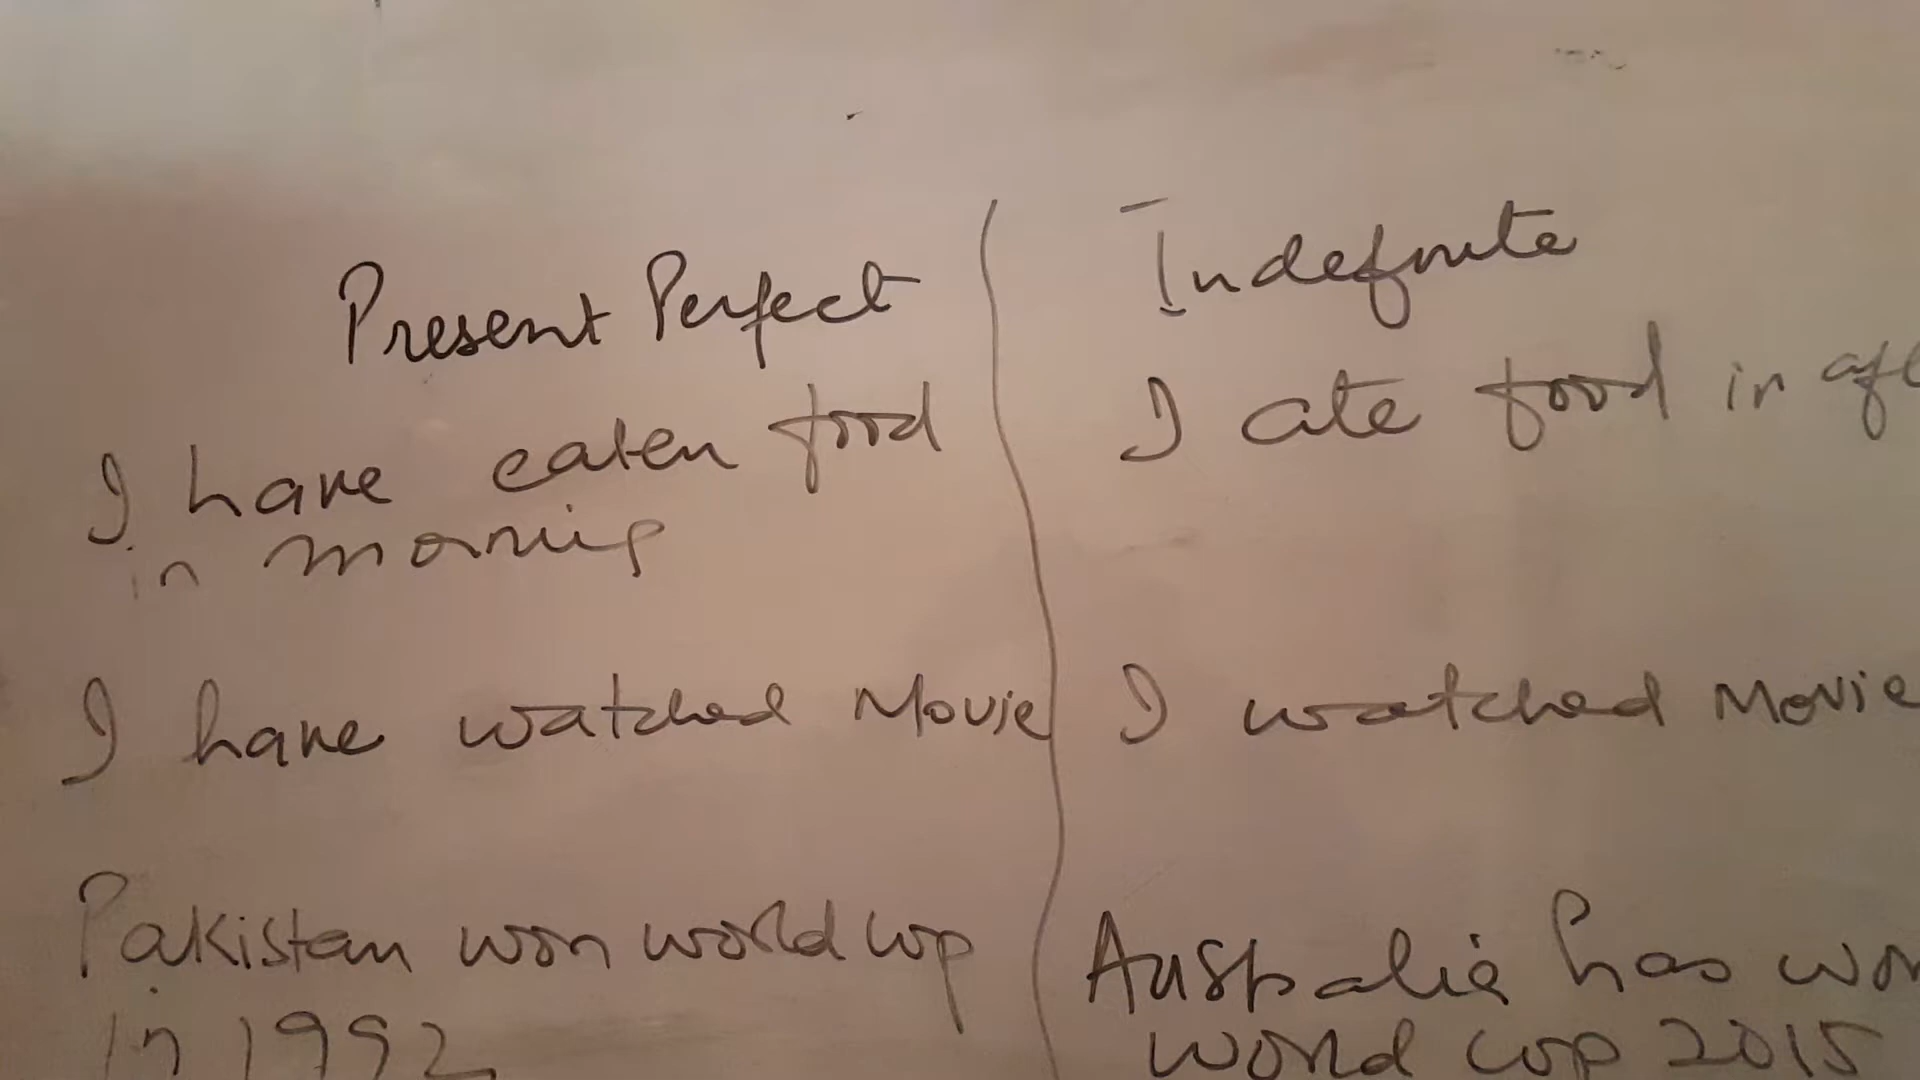 Present Perfect
I have eaten food
in morning
I have watched Movie
Pakistan won world cup
in 1992
Indefinite
I ate food in
I watched Movie
Australia has won
world cup 2015